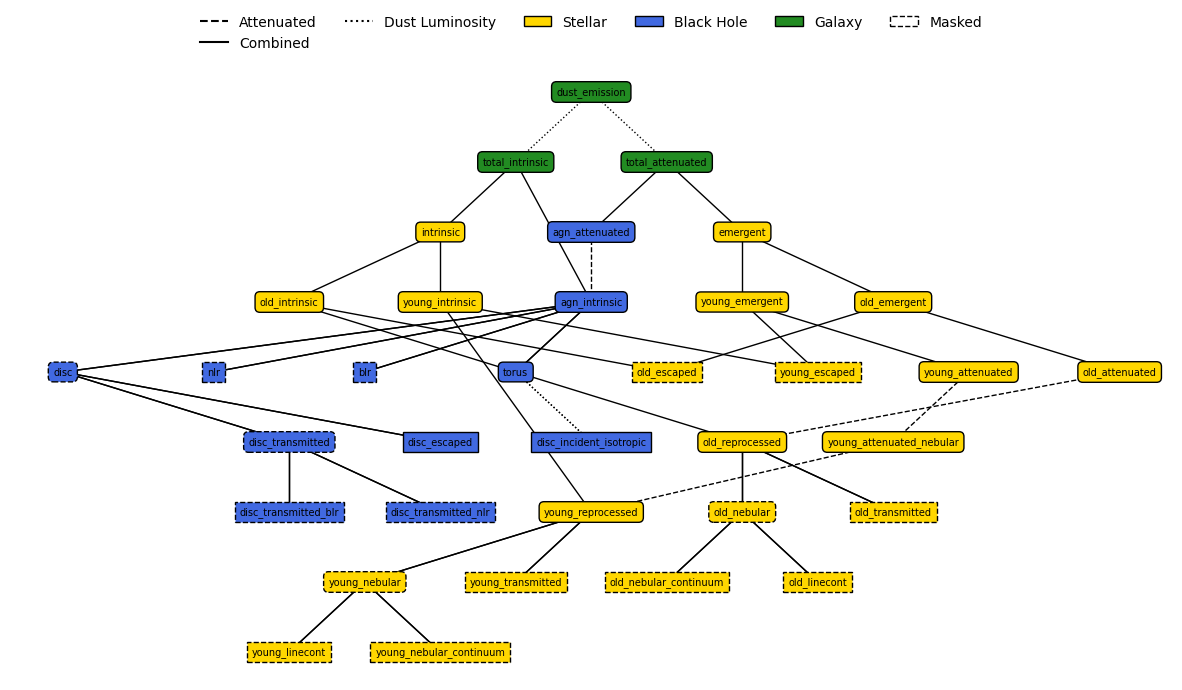 Attenuated Dust Luminosity Stellar Black Hole Galaxy Masked
Combined
dust_emission
total_intrinsic total_attenuated
intrinsic agn_attenuated emergent
old_intrinsic young_intrinsic agn_intrinsic young_emergent old_emergent
disc nlr blr torus old_escaped young_escaped young_attenuated old_attenuated
disc_transmitted disc_escaped disc_incident_isotropic old_reprocessed young_attenuated_nebular
disc_transmitted_blr disc_transmitted_nlr young_reprocessed old_nebular old_transmitted
young_nebular young_transmitted old_nebular_continuum old_linecont
young_linecont young_nebular_continuum